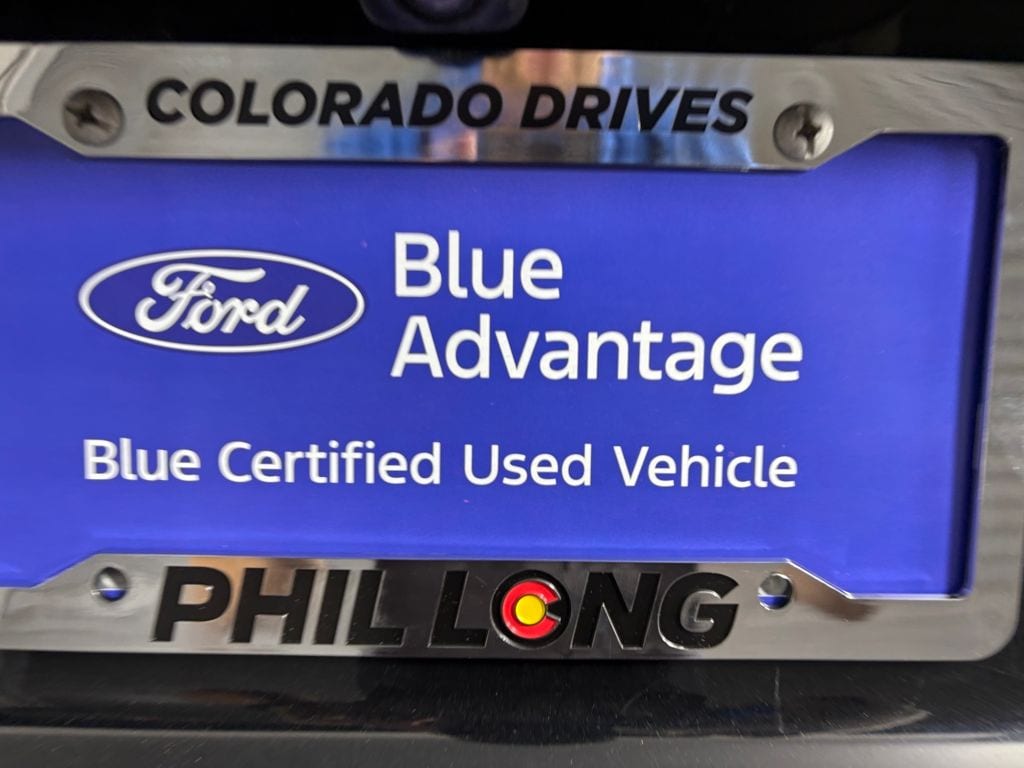 COLORADO DRIVES
Ford
Blue
Advantage
Blue Certified Used Vehicle
PHIL LONG